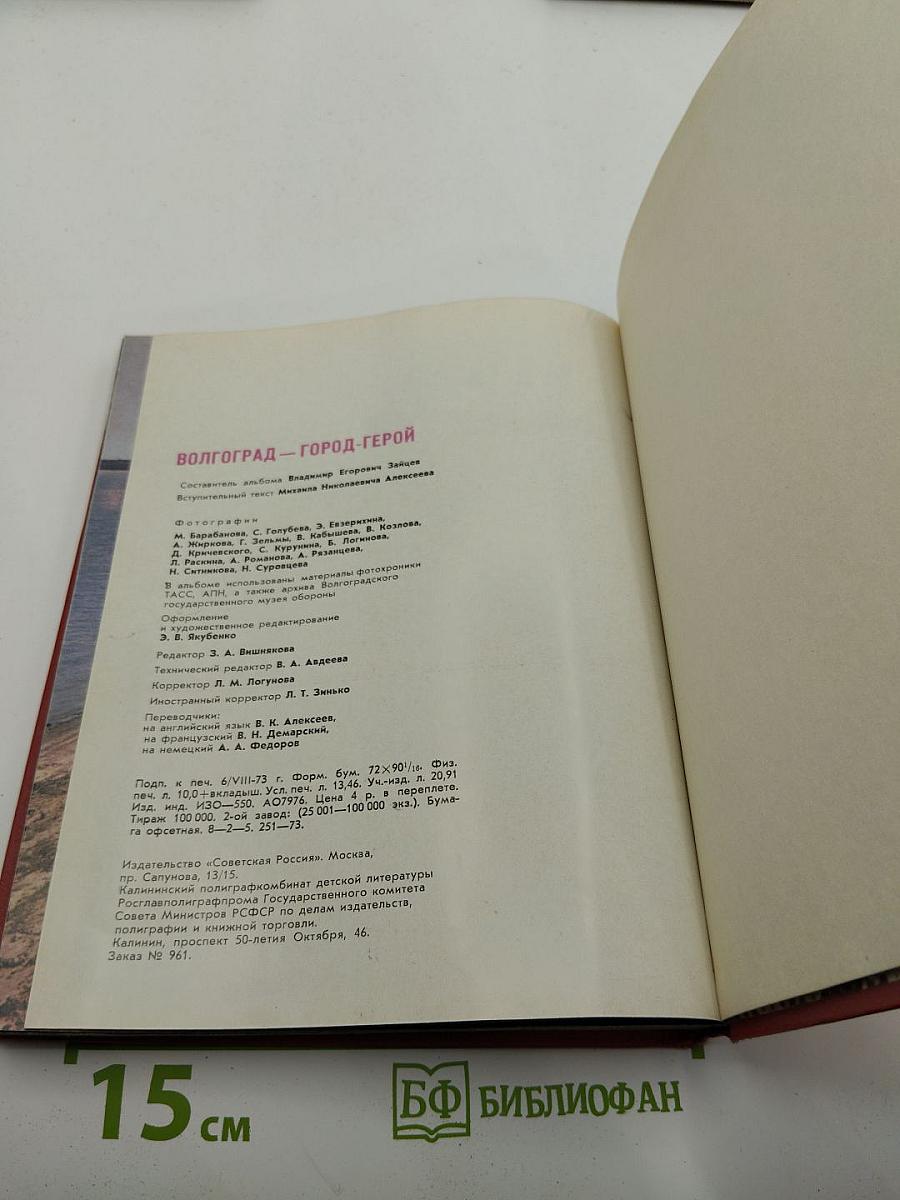 ВОЛГОГРАД — ГОРОД-ГЕРОЙ
Составитель альбома Владимир Егорович Зайцев
Вступительный текст Михаила Николаевича Алексеева
Фотографии
М. Барабанова, С. Голубева, Э. Евзерихина,
А. Жиркова, Г. Зельмы, В. Кабышева, В. Козлова,
Д. Кричевского, С. Курунина, Б. Логинова,
Л. Раскина, А. Романова, А. Рязанцева,
Н. Ситникова, Н. Суровцева
В альбоме использованы материалы фотохроники
ТАСС, АПН, а также архива Волгоградского
государственного музея обороны
Оформление
и художественное редактирование
Э. В. Якубенко
Редактор З. А. Вишнякова
Технический редактор В. А. Авдеева
Корректор Л. М. Логунова
Иностранный корректор Л. Т. Зинько
Переводчики:
на английский язык В. К. Алексеев,
на французский В. Н. Демарский,
на немецкий А. А. Федоров
Подп. к печ. 6/VIII-73 г. Форм. бум. 72×90¹/₁₆. Физ.
печ. л. 10,0+вкладыш. Усл. печ. л. 13,46. Уч.-изд. л. 20,91
Изд. инд. ИЗО—550. АО7976. Цена 4 р. в переплете.
Тираж 100 000. 2-ой завод: (25 001—100 000 экз.). Бума-
га офсетная. 8—2—5. 251—73.
Издательство «Советская Россия». Москва,
пр. Сапунова, 13/15.
Калининский полиграфкомбинат детской литературы
Росглавполиграфпрома Государственного комитета
Совета Министров РСФСР по делам издательств,
полиграфии и книжной торговли.
Калинин, проспект 50-летия Октября, 46.
Заказ № 961.
15 см
БФ БИБЛИОФАН